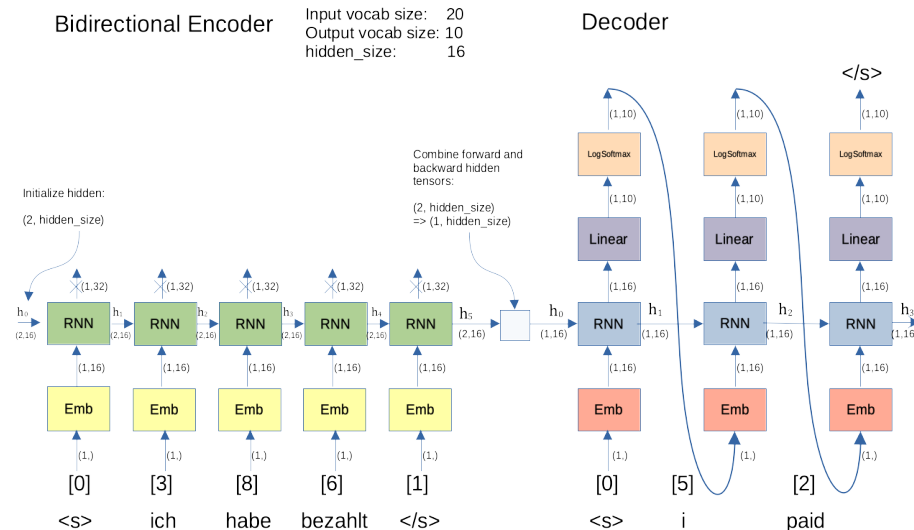 Bidirectional Encoder
Input vocab size: 20
Output vocab size: 10
hidden_size: 16
Decoder
</s>
(1,10) (1,10) (1,10)
LogSoftmax LogSoftmax LogSoftmax
Combine forward and
backward hidden
tensors:
(2, hidden_size)
=> (1, hidden_size)
Initialize hidden:
(2, hidden_size)
(1,10) (1,10) (1,10)
Linear Linear Linear
(1,32) (1,32) (1,32) (1,32) (1,32) (1,16) (1,16) (1,16)
h₀ RNN h₁ RNN h₂ RNN h₃ RNN h₄ RNN h₅ h₀ RNN h₁ RNN h₂ RNN h₃
(2,16) (2,16) (2,16) (2,16) (2,16) (2,16) (1,16) (1,16) (1,16) (1,16
(1,16) (1,16) (1,16) (1,16) (1,16) (1,16) (1,16) (1,16)
Emb Emb Emb Emb Emb Emb Emb Emb
(1,) (1,) (1,) (1,) (1,) (1,) (1,) (1,)
[0] [3] [8] [6] [1] [0] [5] [2]
<s> ich habe bezahlt </s> <s> i paid